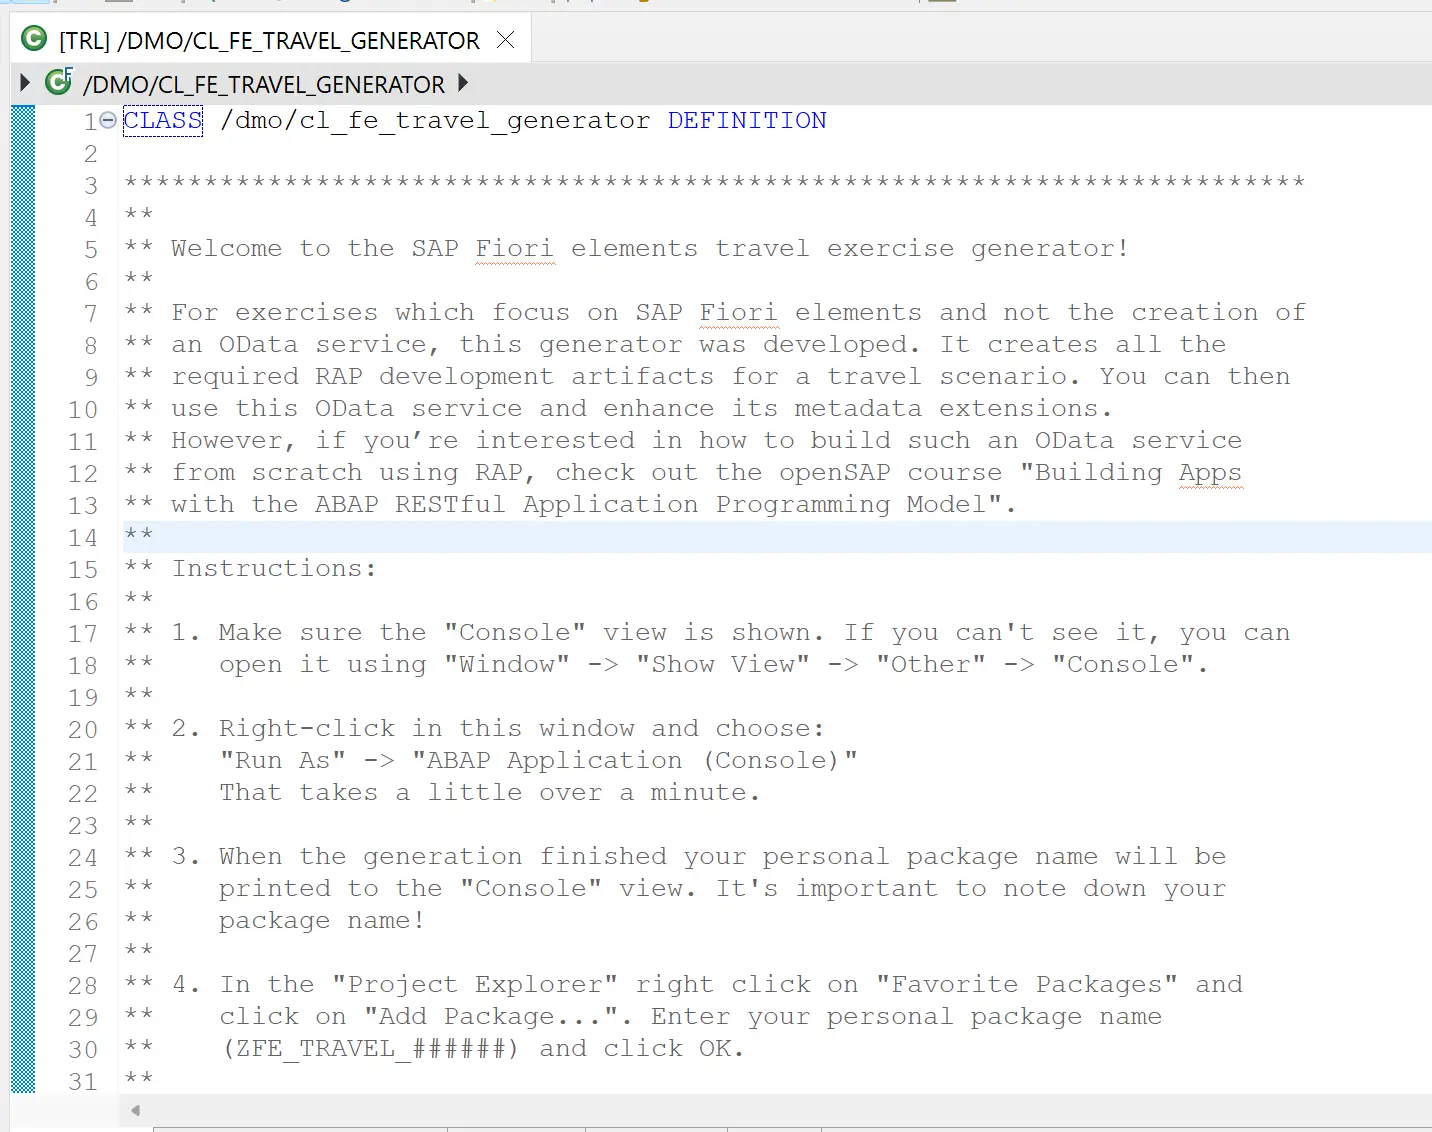 [TRL] /DMO/CL_FE_TRAVEL_GENERATOR
/DMO/CL_FE_TRAVEL_GENERATOR
1 CLASS /dmo/cl_fe_travel_generator DEFINITION
2
3 **************************************************************************
4 **
5 ** Welcome to the SAP Fiori elements travel exercise generator!
6 **
7 ** For exercises which focus on SAP Fiori elements and not the creation of
8 ** an OData service, this generator was developed. It creates all the
9 ** required RAP development artifacts for a travel scenario. You can then
10 ** use this OData service and enhance its metadata extensions.
11 ** However, if you’re interested in how to build such an OData service
12 ** from scratch using RAP, check out the openSAP course "Building Apps
13 ** with the ABAP RESTful Application Programming Model".
14 **
15 ** Instructions:
16 **
17 ** 1. Make sure the "Console" view is shown. If you can't see it, you can
18 **    open it using "Window" -> "Show View" -> "Other" -> "Console".
19 **
20 ** 2. Right-click in this window and choose:
21 **    "Run As" -> "ABAP Application (Console)"
22 **    That takes a little over a minute.
23 **
24 ** 3. When the generation finished your personal package name will be
25 **    printed to the "Console" view. It's important to note down your
26 **    package name!
27 **
28 ** 4. In the "Project Explorer" right click on "Favorite Packages" and
29 **    click on "Add Package...". Enter your personal package name
30 **    (ZFE_TRAVEL_######) and click OK.
31 **